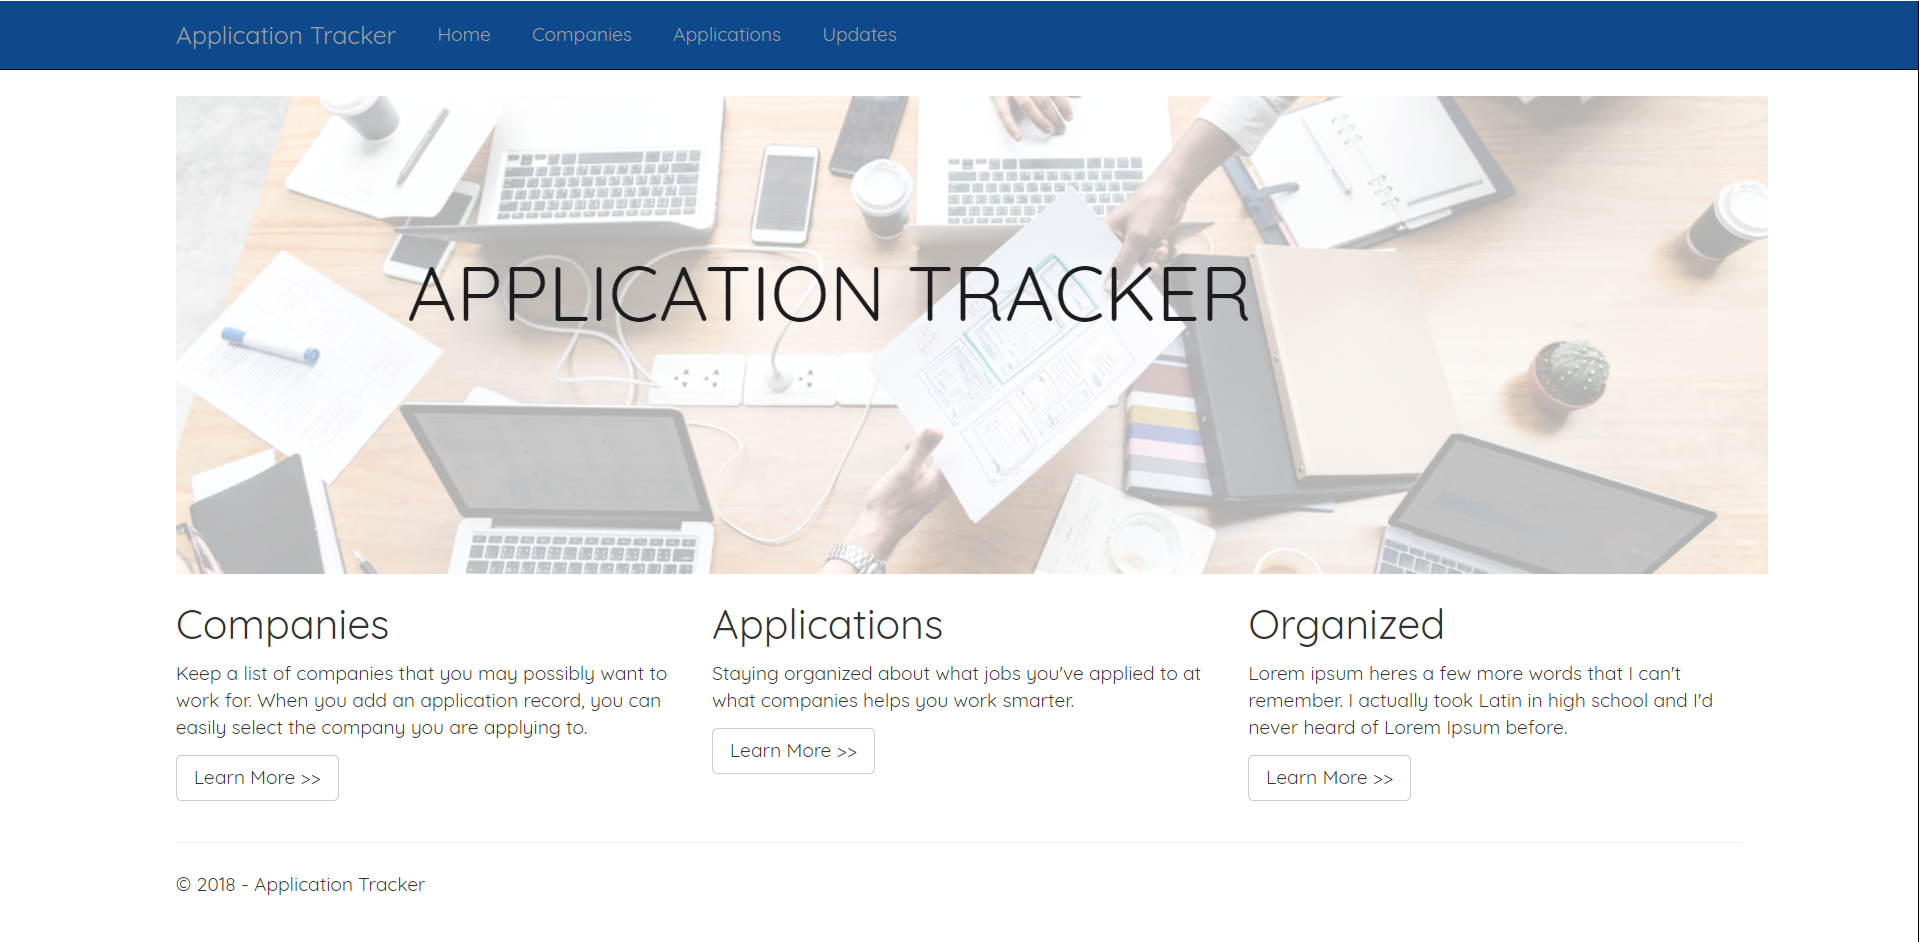 Application Tracker Home Companies Applications Updates
APPLICATION TRACKER
Companies
Keep a list of companies that you may possibly want to
work for. When you add an application record, you can
easily select the company you are applying to.
Learn More >>
Applications
Staying organized about what jobs you've applied to at
what companies helps you work smarter.
Learn More >>
Organized
Lorem ipsum heres a few more words that I can't
remember. I actually took Latin in high school and I'd
never heard of Lorem Ipsum before.
Learn More >>
© 2018 - Application Tracker